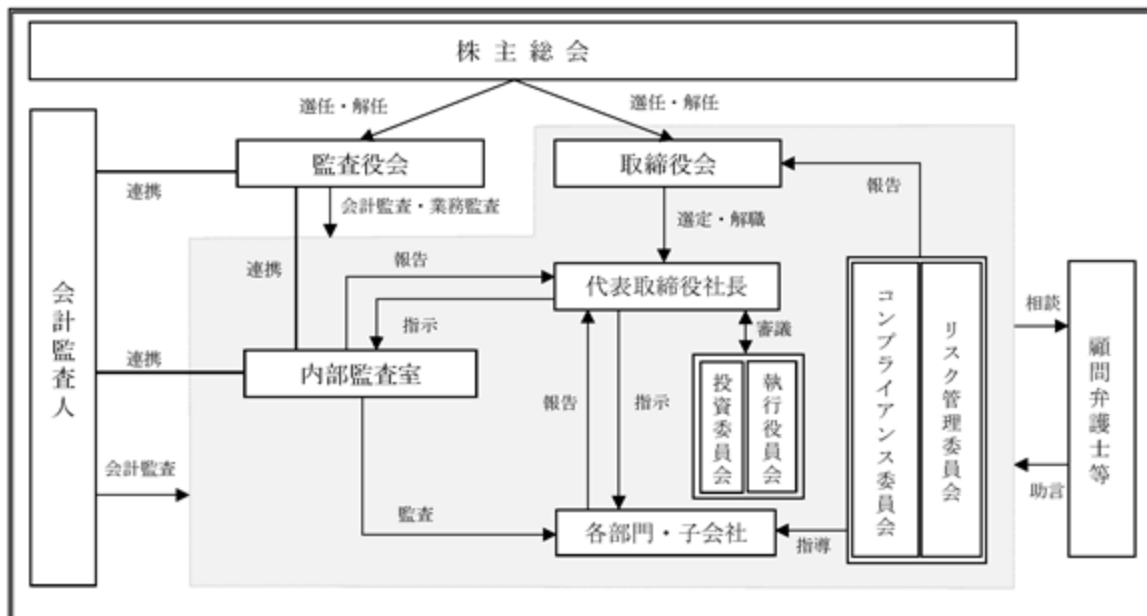 株主総会
選任・解任
選任・解任
監査役会
取締役会
連携
会計監査・業務監査
選定・解職
報告
連携
報告
代表取締役社長
会計監査人
指示
審議
コンプライアンス委員会
リスク管理委員会
相談
顧問弁護士等
連携
内部監査室
報告
指示
投資委員会
執行役員会
会計監査
助言
監査
各部門・子会社
指導